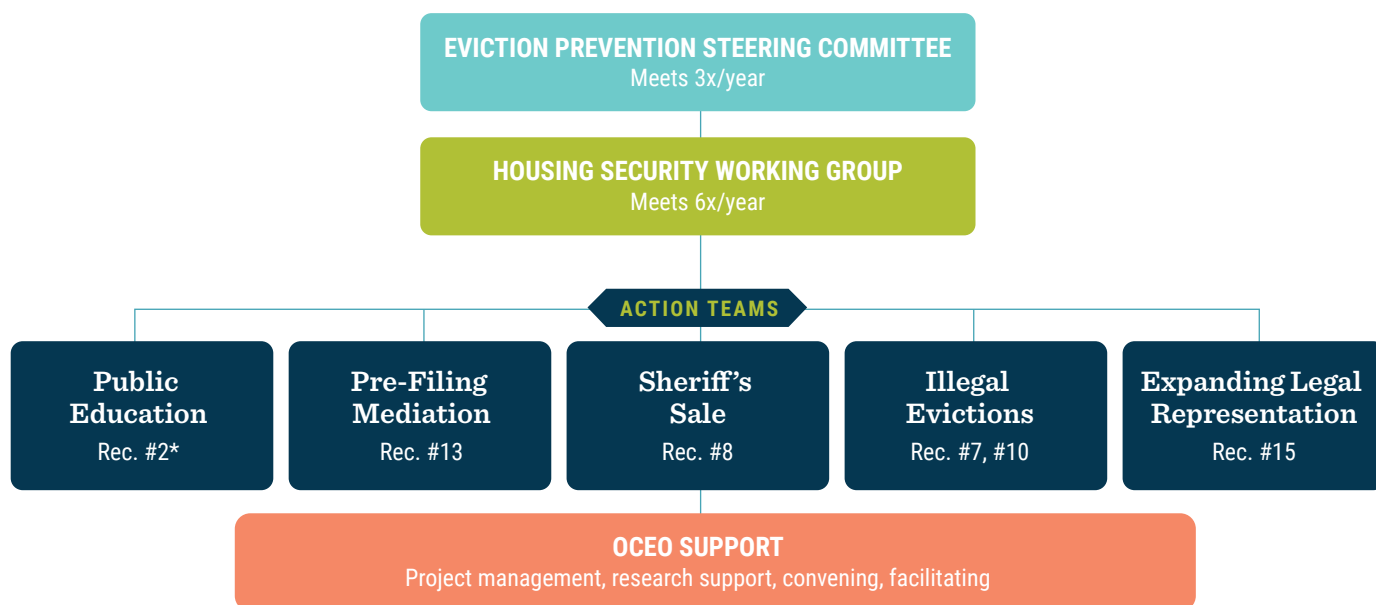 EVICTION PREVENTION STEERING COMMITTEE
Meets 3x/year
HOUSING SECURITY WORKING GROUP
Meets 6x/year
ACTION TEAMS
Public
Education
Rec. #2*
Pre-Filing
Mediation
Rec. #13
Sheriff's
Sale
Rec. #8
Illegal
Evictions
Rec. #7, #10
Expanding Legal
Representation
Rec. #15
OCEO SUPPORT
Project management, research support, convening, facilitating